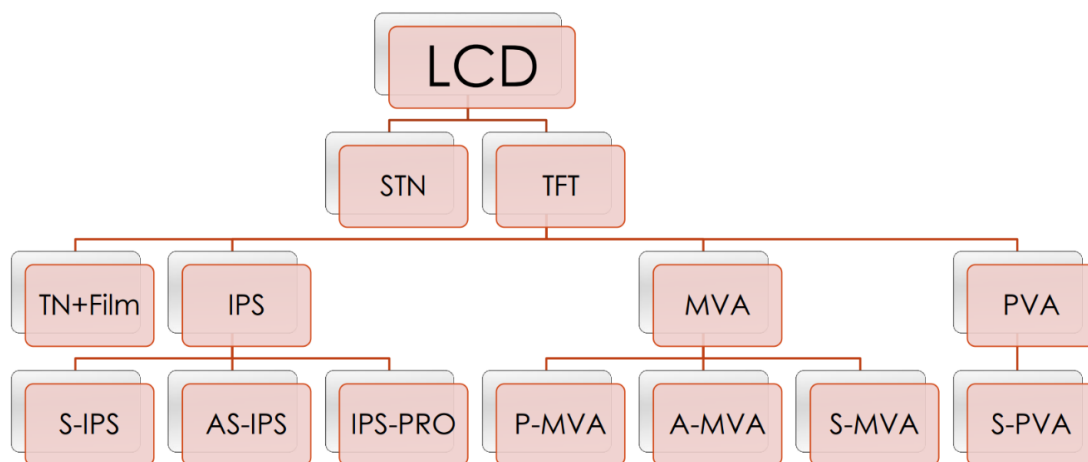 LCD
STN
TFT
TN+Film
IPS
MVA
PVA
S-IPS
AS-IPS
IPS-PRO
P-MVA
A-MVA
S-MVA
S-PVA